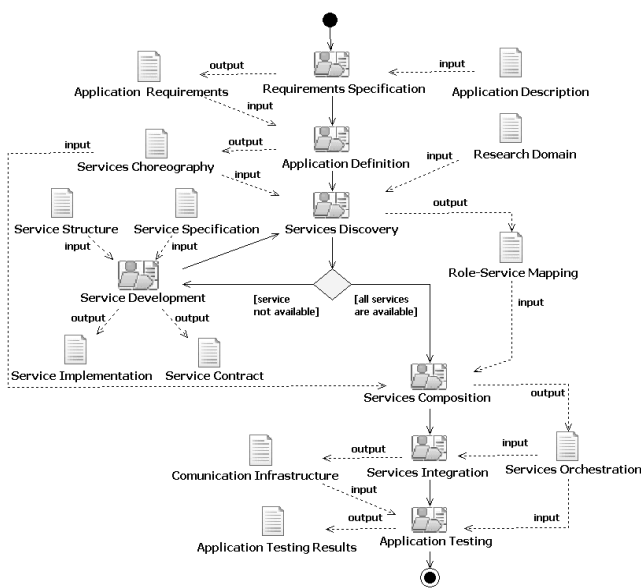 output
input
Application Requirements
Requirements Specification
Application Description
input
input
output
input
Services Choreography
Application Definition
Research Domain
input
Service Structure
Service Specification
Services Discovery
output
input
input
Role-Service Mapping
Service Development
[service
not available]
[all services
are available]
input
output
output
Service Implementation
Service Contract
Services Composition
output
output
input
Comunication Infrastructure
Services Integration
Services Orchestration
input
output
input
Application Testing Results
Application Testing